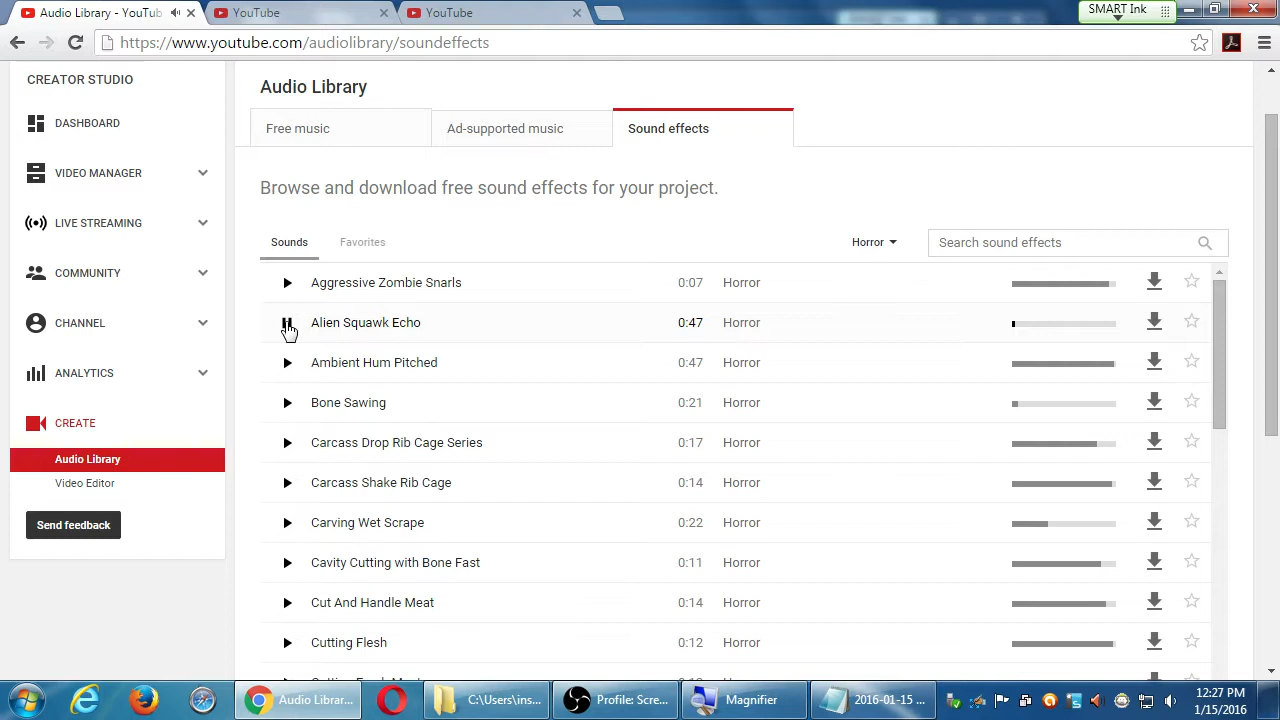 Audio Library - YouTub
YouTube
YouTube
SMART Ink
https://www.youtube.com/audiolibrary/soundeffects
CREATOR STUDIO
DASHBOARD
VIDEO MANAGER
LIVE STREAMING
COMMUNITY
CHANNEL
ANALYTICS
CREATE
Audio Library
Video Editor
Send feedback
Audio Library
Free music
Ad-supported music
Sound effects
Browse and download free sound effects for your project.
Sounds
Favorites
Horror
Search sound effects
Aggressive Zombie Snarls 0:07 Horror
Alien Squawk Echo 0:47 Horror
Ambient Hum Pitched 0:47 Horror
Bone Sawing 0:21 Horror
Carcass Drop Rib Cage Series 0:17 Horror
Carcass Shake Rib Cage 0:14 Horror
Carving Wet Scrape 0:22 Horror
Cavity Cutting with Bone Fast 0:11 Horror
Cut And Handle Meat 0:14 Horror
Cutting Flesh 0:12 Horror
Audio Librar...
C:\Users\ins...
Profile: Scre...
Magnifier
2016-01-15 ...
12:27 PM
1/15/2016